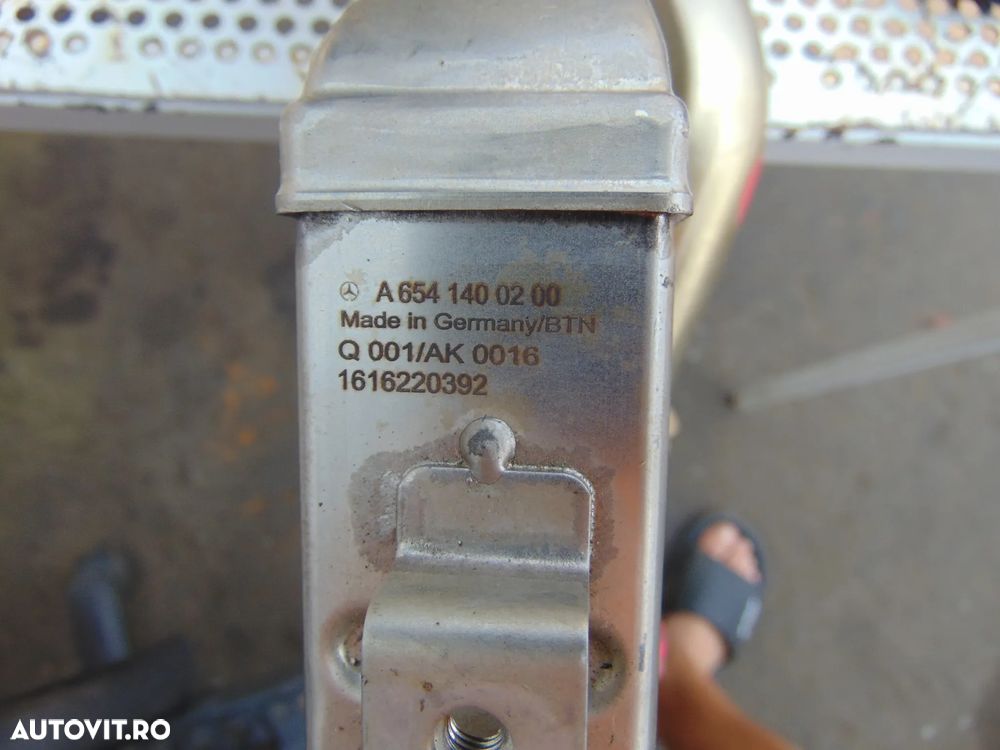 A 654 140 02 00
Made in Germany/BTN
Q 001/AK 0016
1616220392
AUTOVIT.RO